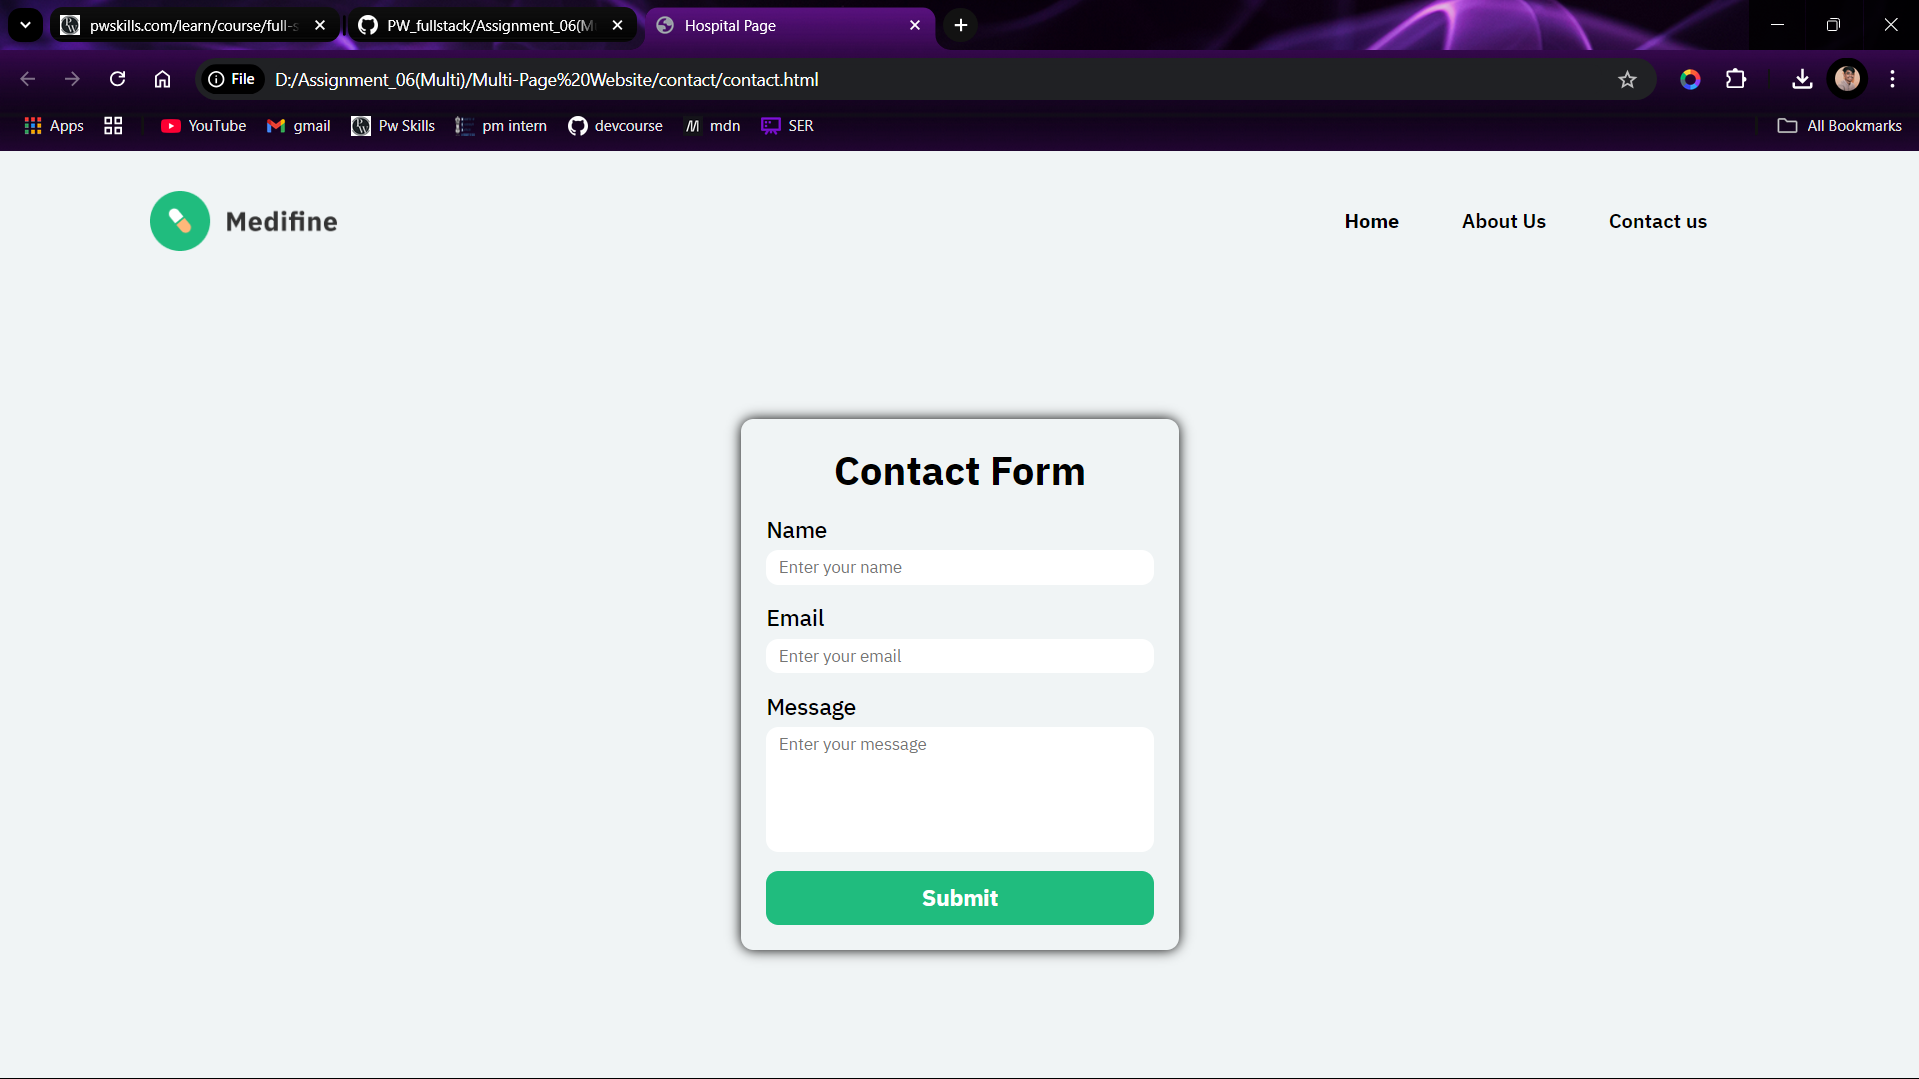 pwskills.com/learn/course/full-s
PW_fullstack/Assignment_06(M
Hospital Page
File
D:/Assignment_06(Multi)/Multi-Page%20Website/contact/contact.html
Apps
YouTube
gmail
Pw Skills
pm intern
devcourse
mdn
SER
All Bookmarks
Medifine
Home
About Us
Contact us
Contact Form
Name
Enter your name
Email
Enter your email
Message
Enter your message
Submit